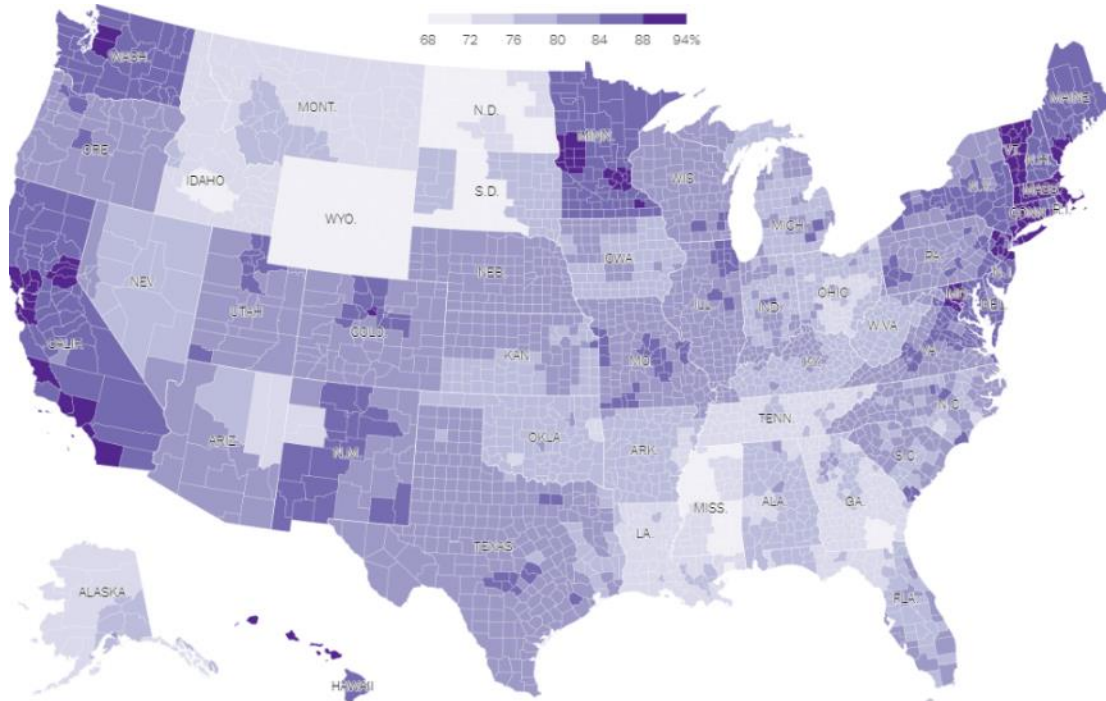 68 72 76 80 84 88 94%
WASH.
MAINE
MONT.
N.D.
MINN.
ORE.
VT.
N.H.
IDAHO
WIS.
N.Y.
MASS.
S.D.
CONN.
R.I.
WYO.
MICH.
IOWA
PA.
NEB.
N.J.
NEV.
OHIO
MD.
UTAH
ILL.
IND.
DEL.
COLO.
W.VA.
CALIF.
KAN.
MO.
KY.
VA.
TENN.
N.C.
OKLA.
ARIZ.
N.M.
ARK.
S.C.
MISS.
ALA.
GA.
LA.
TEXAS
ALASKA
FLA.
HAWAII